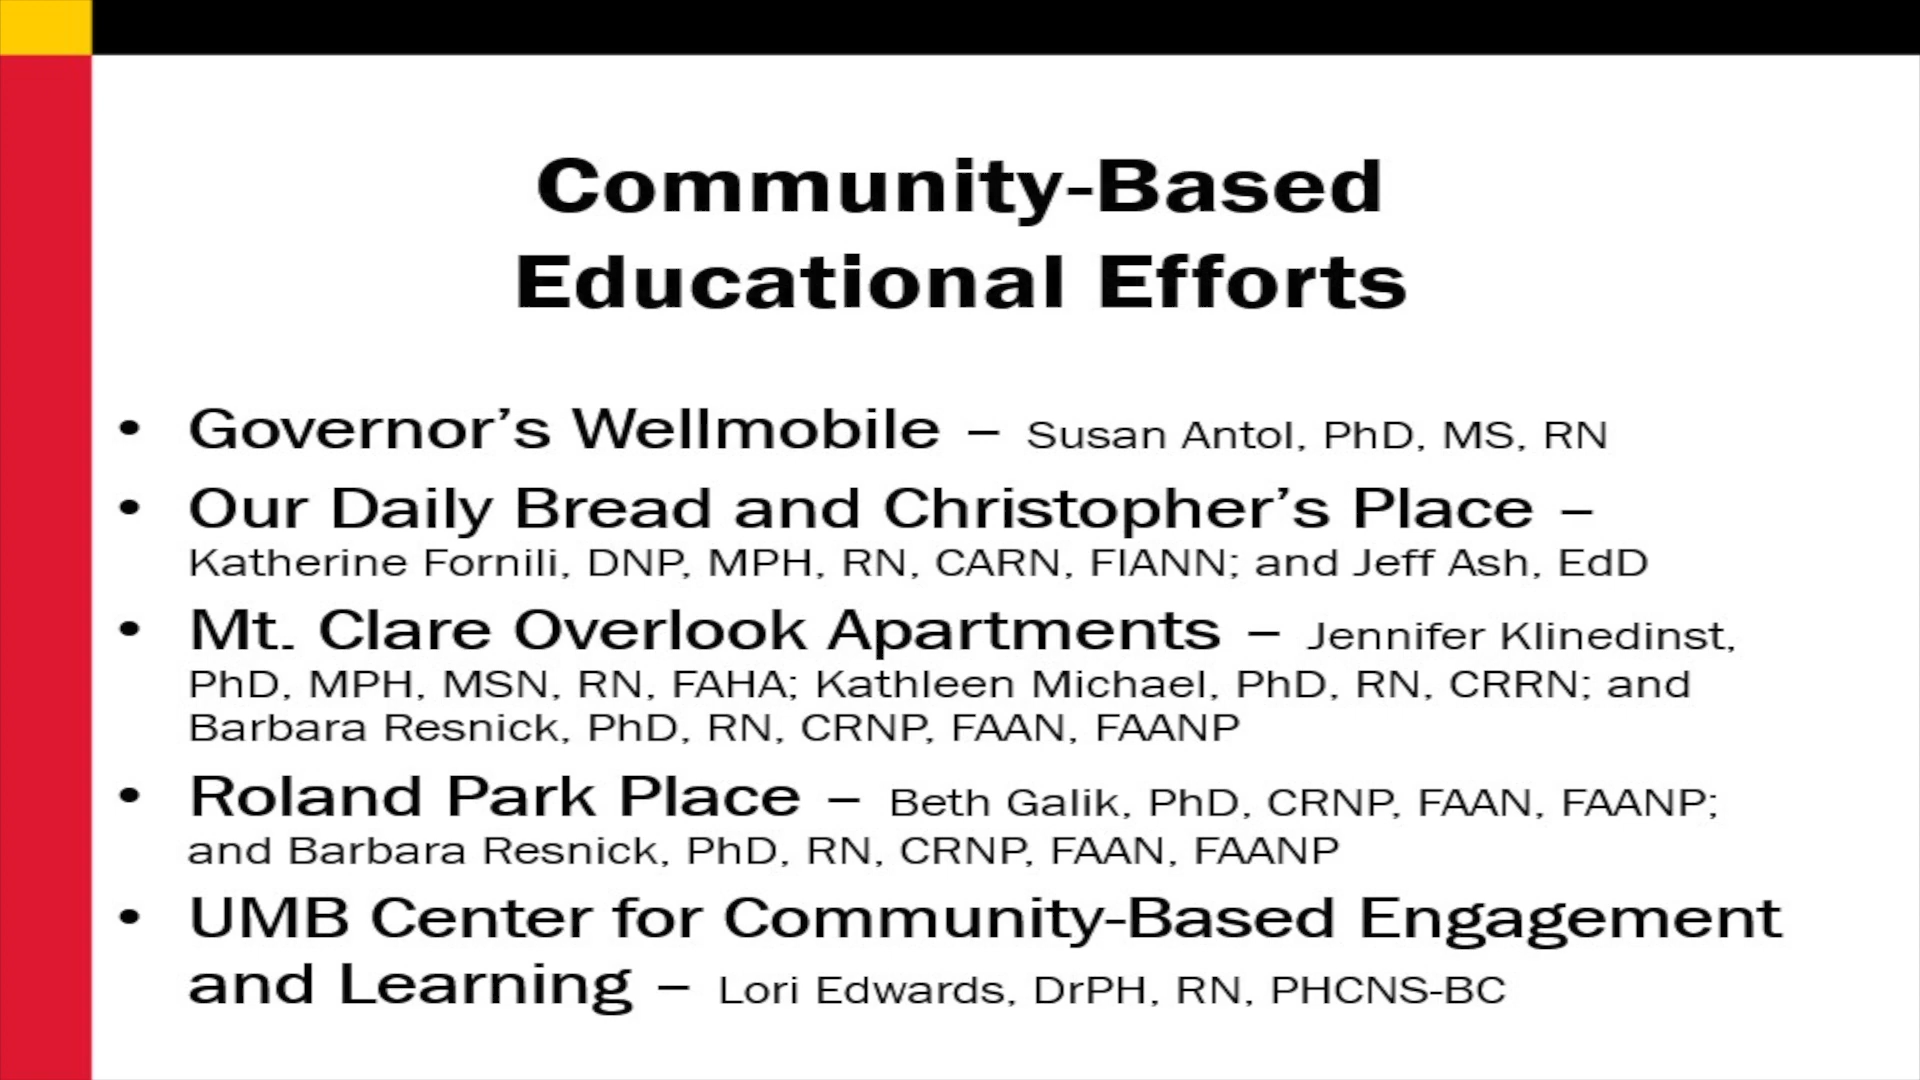 Community-Based
Educational Efforts
• Governor’s Wellmobile – Susan Antol, PhD, MS, RN
• Our Daily Bread and Christopher’s Place –
Katherine Fornili, DNP, MPH, RN, CARN, FIANN; and Jeff Ash, EdD
• Mt. Clare Overlook Apartments – Jennifer Klinedinst,
PhD, MPH, MSN, RN, FAHA; Kathleen Michael, PhD, RN, CRRN; and
Barbara Resnick, PhD, RN, CRNP, FAAN, FAANP
• Roland Park Place – Beth Galik, PhD, CRNP, FAAN, FAANP;
and Barbara Resnick, PhD, RN, CRNP, FAAN, FAANP
• UMB Center for Community-Based Engagement
and Learning – Lori Edwards, DrPH, RN, PHCNS-BC